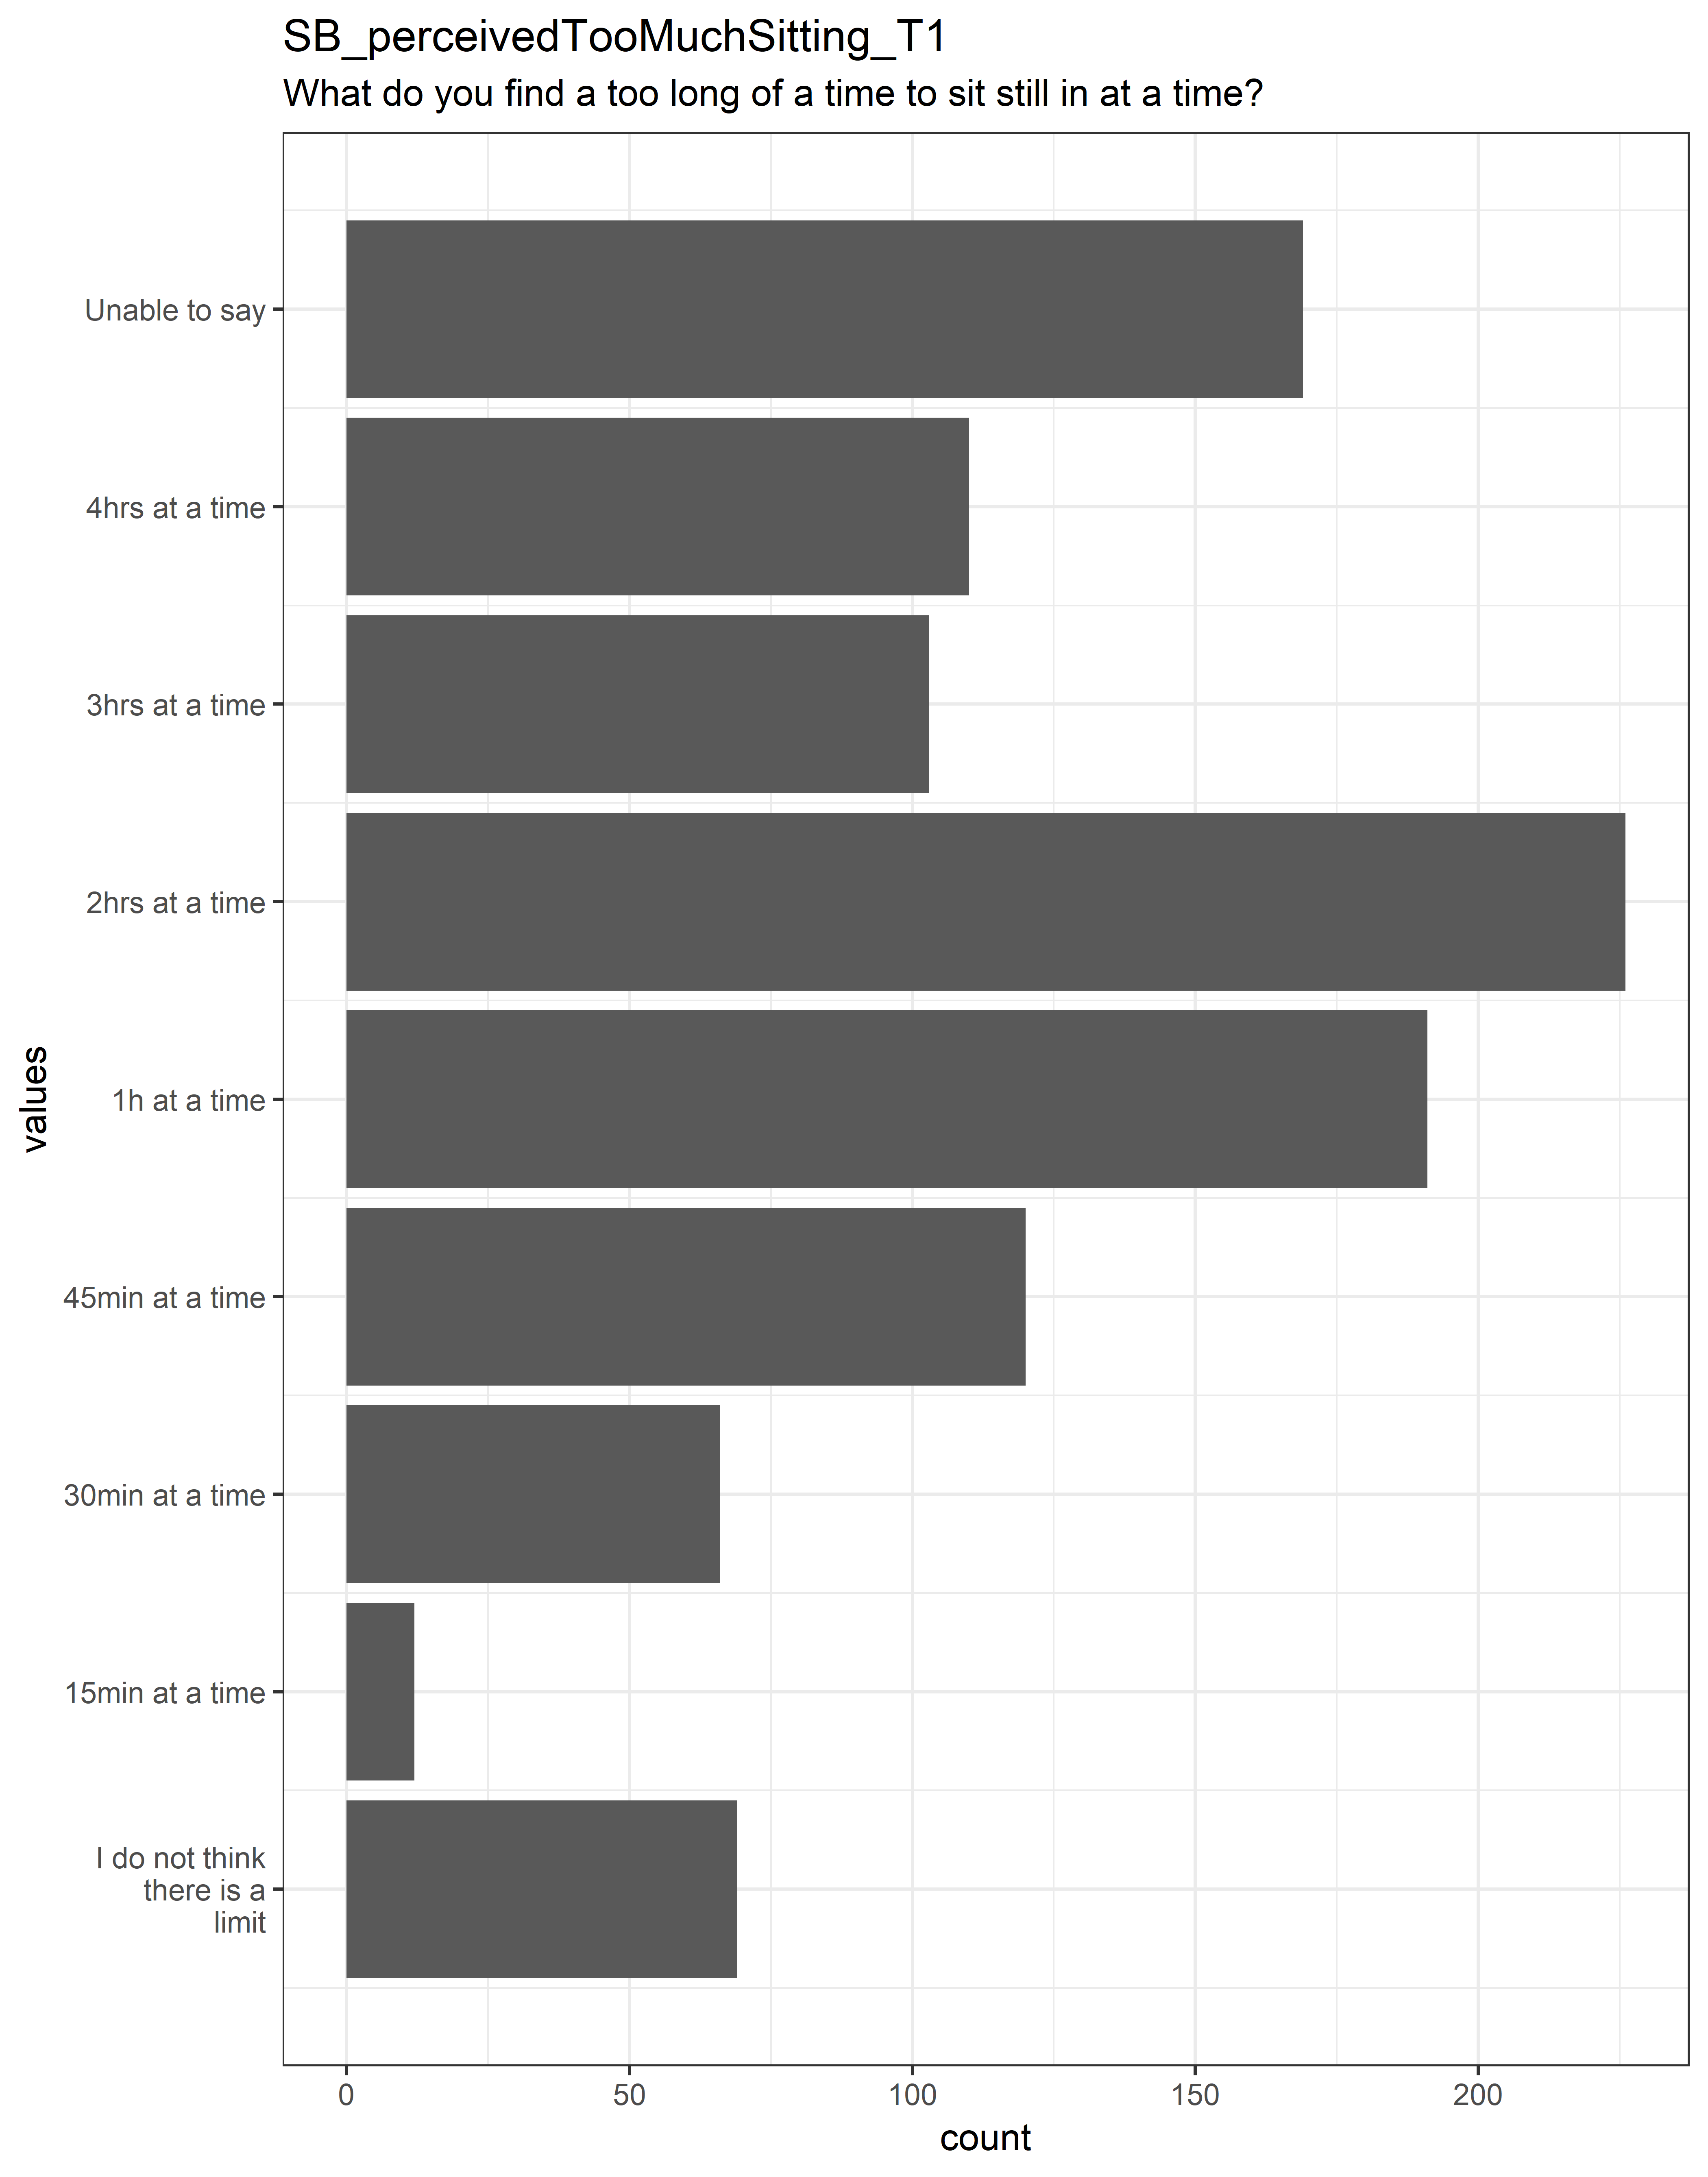 SB_perceivedTooMuchSitting_T1
What do you find a too long of a time to sit still in at a time?
Unable to say
4hrs at a time
3hrs at a time
2hrs at a time
1h at a time
45min at a time
30min at a time
15min at a time
I do not think
there is a
limit
values
0 50 100 150 200
count